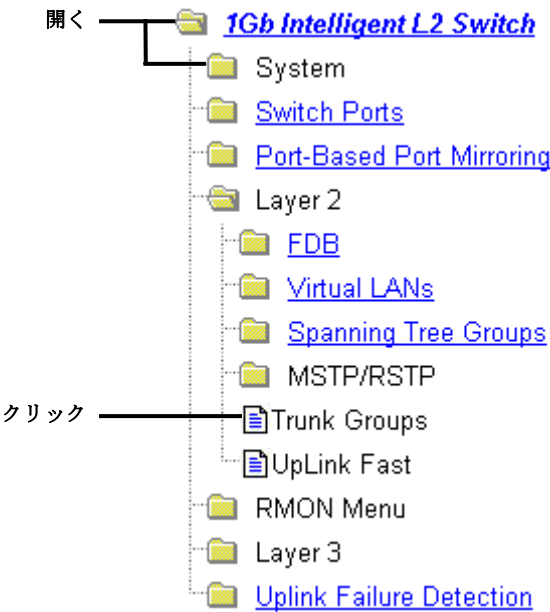 開く
1Gb Intelligent L2 Switch
System
Switch Ports
Port-Based Port Mirroring
Layer 2
FDB
Virtual LANs
Spanning Tree Groups
MSTP/RSTP
クリック
Trunk Groups
UpLink Fast
RMON Menu
Layer 3
Uplink Failure Detection